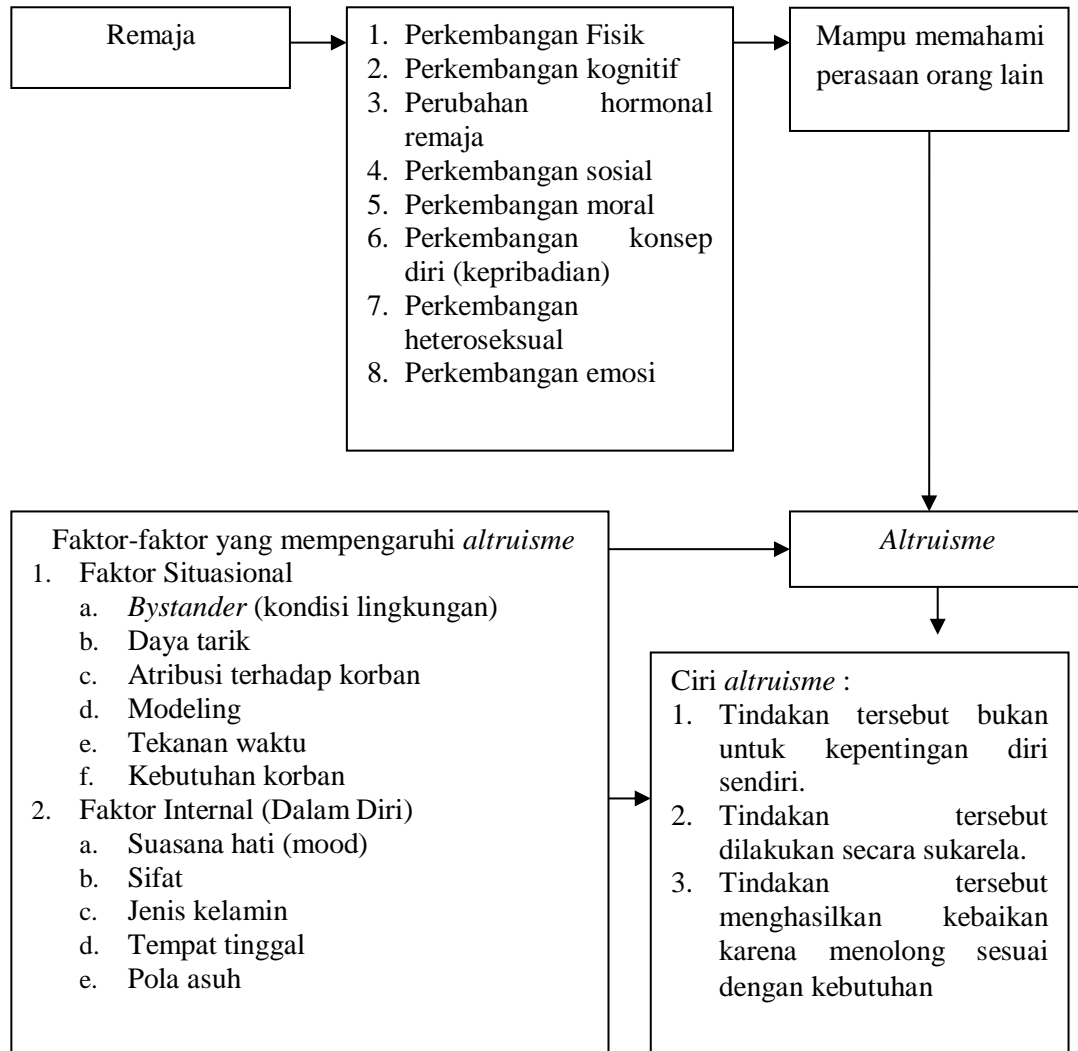 Remaja
1. Perkembangan Fisik
2. Perkembangan kognitif
3. Perubahan hormonal
remaja
4. Perkembangan sosial
5. Perkembangan moral
6. Perkembangan konsep
diri (kepribadian)
7. Perkembangan
heteroseksual
8. Perkembangan emosi
Mampu memahami
perasaan orang lain
Faktor-faktor yang mempengaruhi altruisme
1. Faktor Situasional
a. Bystander (kondisi lingkungan)
b. Daya tarik
c. Atribusi terhadap korban
d. Modeling
e. Tekanan waktu
f. Kebutuhan korban
2. Faktor Internal (Dalam Diri)
a. Suasana hati (mood)
b. Sifat
c. Jenis kelamin
d. Tempat tinggal
e. Pola asuh
Altruisme
Ciri altruisme :
1. Tindakan tersebut bukan
untuk kepentingan diri
sendiri.
2. Tindakan tersebut
dilakukan secara sukarela.
3. Tindakan tersebut
menghasilkan kebaikan
karena menolong sesuai
dengan kebutuhan